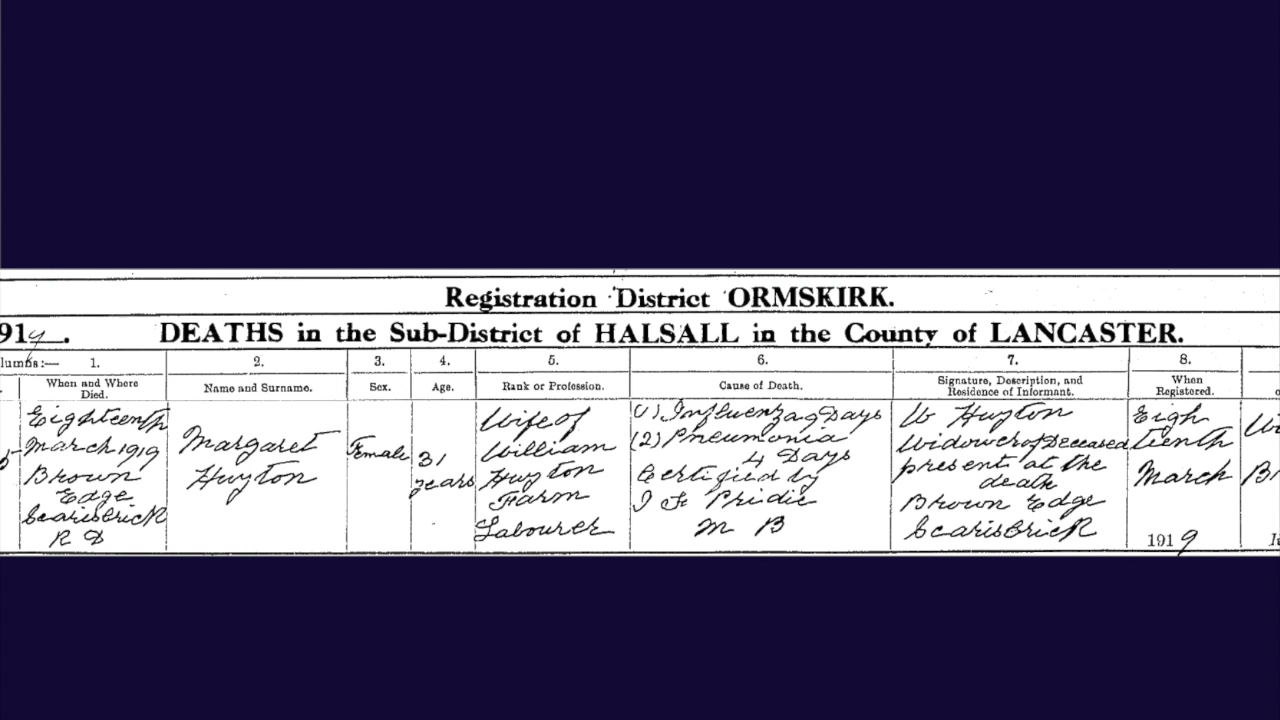 Registration District ORMSKIRK.
1919. DEATHS in the Sub-District of HALSALL in the County of LANCASTER.
1. 2. 3. 4. 5. 6. 7. 8.
When and Where Died.
Name and Surname.
Sex.
Age.
Rank or Profession.
Cause of Death.
Signature, Description, and Residence of Informant.
When Registered.
Eighteenth
March 1919
Brown
Edge
Scarisbrick
R D
Margaret
Huyton
Female
31
years
Wife of
William
Huyton
Farm
Labourer
(1) Influenza 9 Days
(2) Pneumonia
4 Days
Certified by
Pridie
M B
W Huyton
Widower of Deceased
present at the
death
Brown Edge
Scarisbrick
Eigh
teenth
March
1919